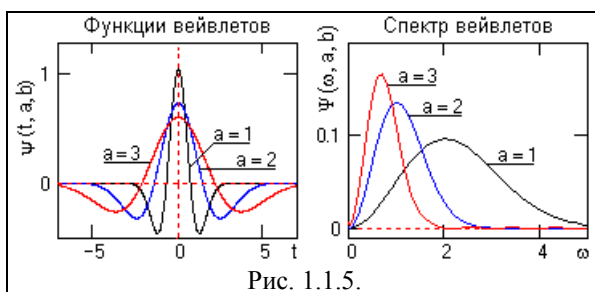 Функции вейвлетов
ψ(t, a, b)
1
0
a = 3
a = 1
a = 2
−5
0
5
t
Спектр вейвлетов
Ψ(ω, a, b)
0.1
0
a = 3
a = 2
a = 1
0
2
4
ω
Рис. 1.1.5.